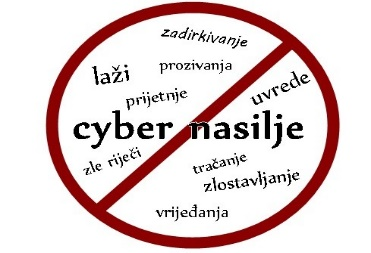 zadirkivanje
laži
prozivanja
prijetnje
uvrede
cyber nasilje
zle riječi
tračanje
zlostavljanje
vrijeđanja